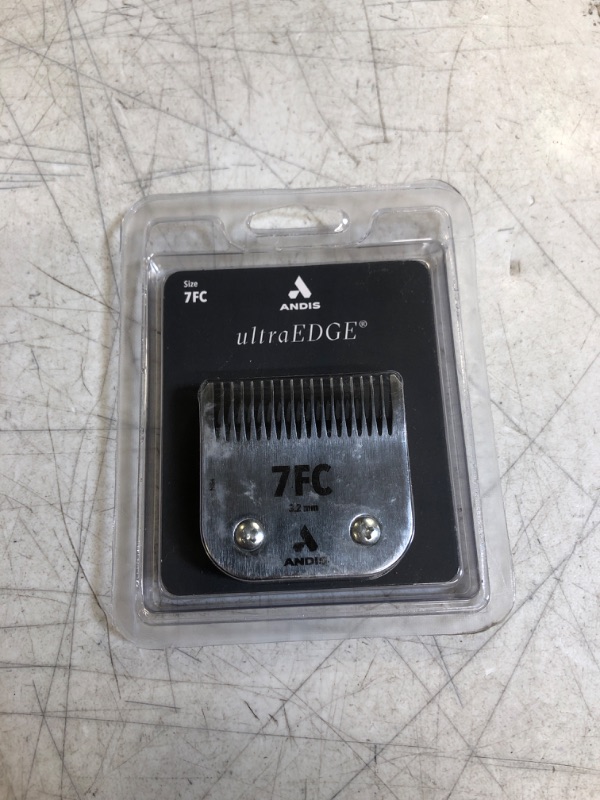 Size
7FC
ANDIS
ultraEDGE®
7FC
3.2 mm
ANDIS